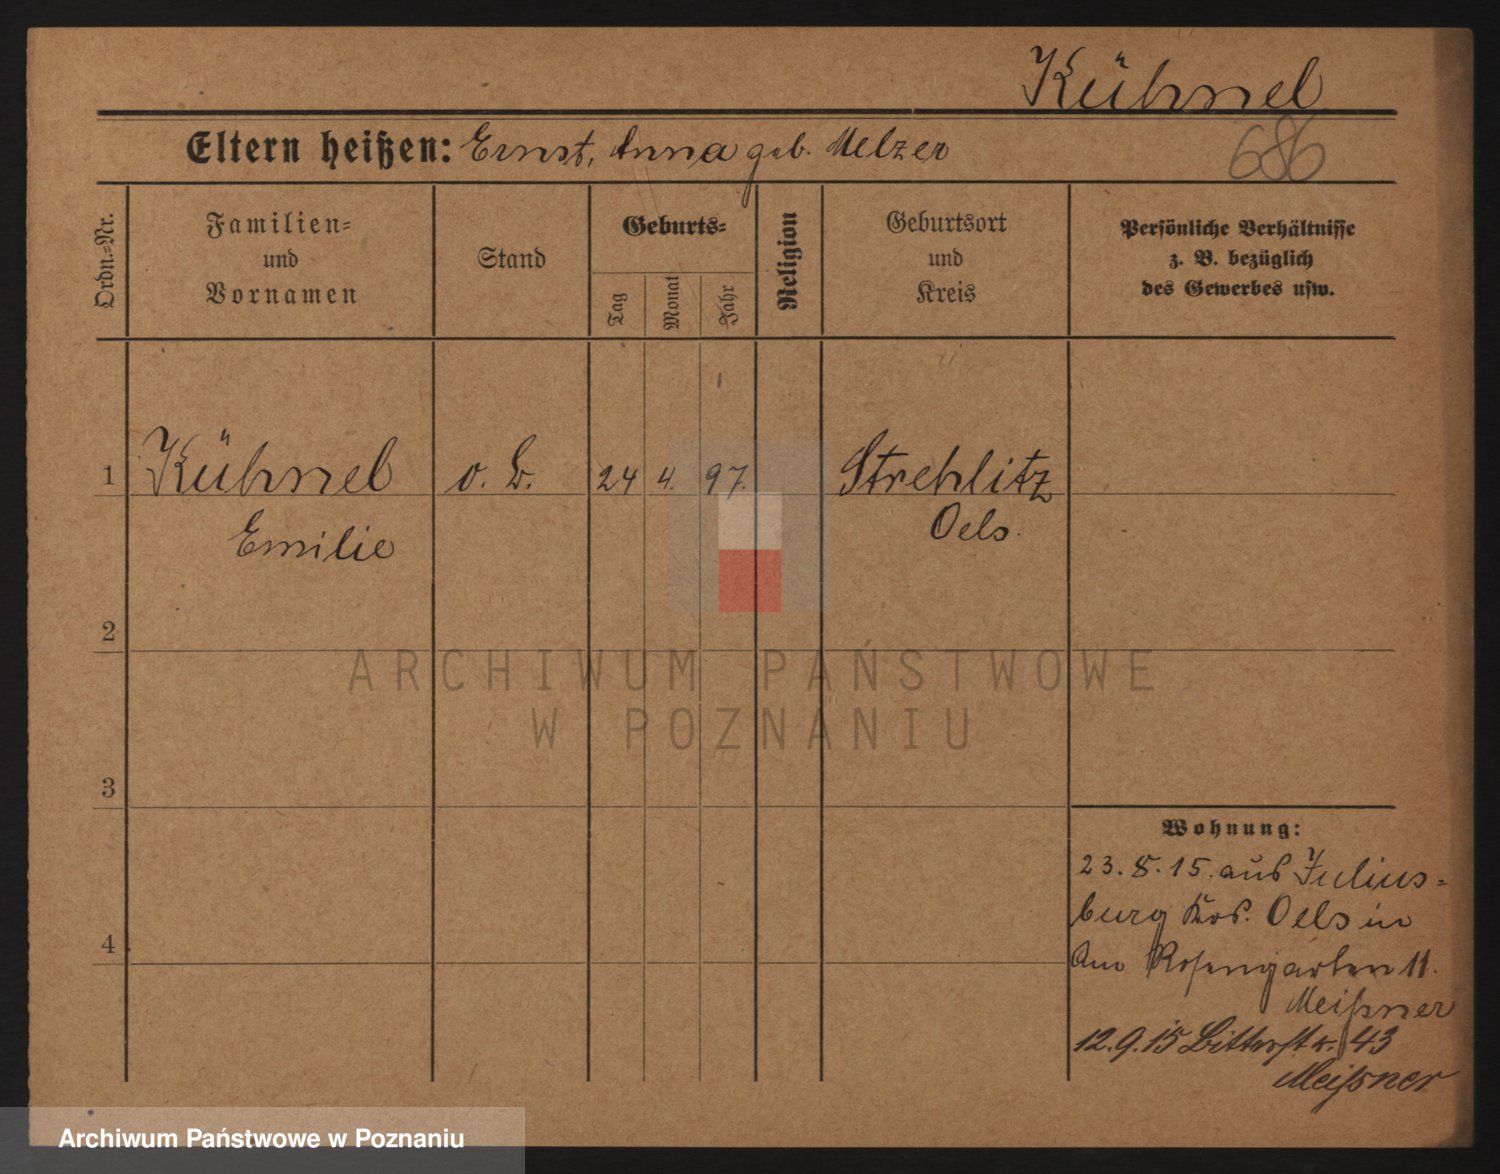 Kühnel
686
Eltern heißen: Ernst, Anna geb. Melzer
Ordn.-Nr.
Familien- und Vornamen
Stand
Geburts-
Tag
Monat
Jahr
Religion
Geburtsort und Kreis
Persönliche Verhältnisse
z. B. bezüglich
des Gewerbes usw.
1 Kühnel o. B. 24 4. 97. Strehlitz
Emilie Oels.
2
3
4
Wohnung:
23. 8. 15. aus Julius-
burg Krs. Oels in
Am Rosengarten 11.
Meißner
12.9.15 43
Meißner
ARCHIWUM PAŃSTWOWE
W POZNANIU
Archiwum Państwowe w Poznaniu